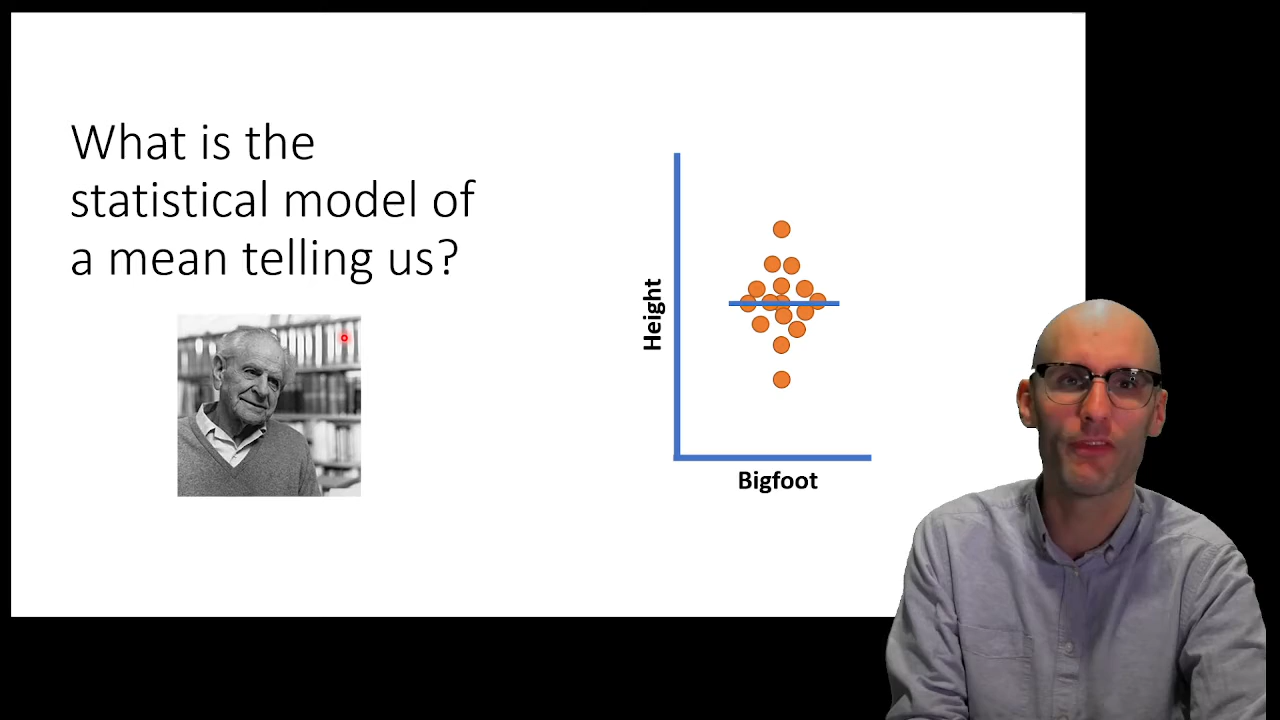 What is the
statistical model of
a mean telling us?
Height
Bigfoot